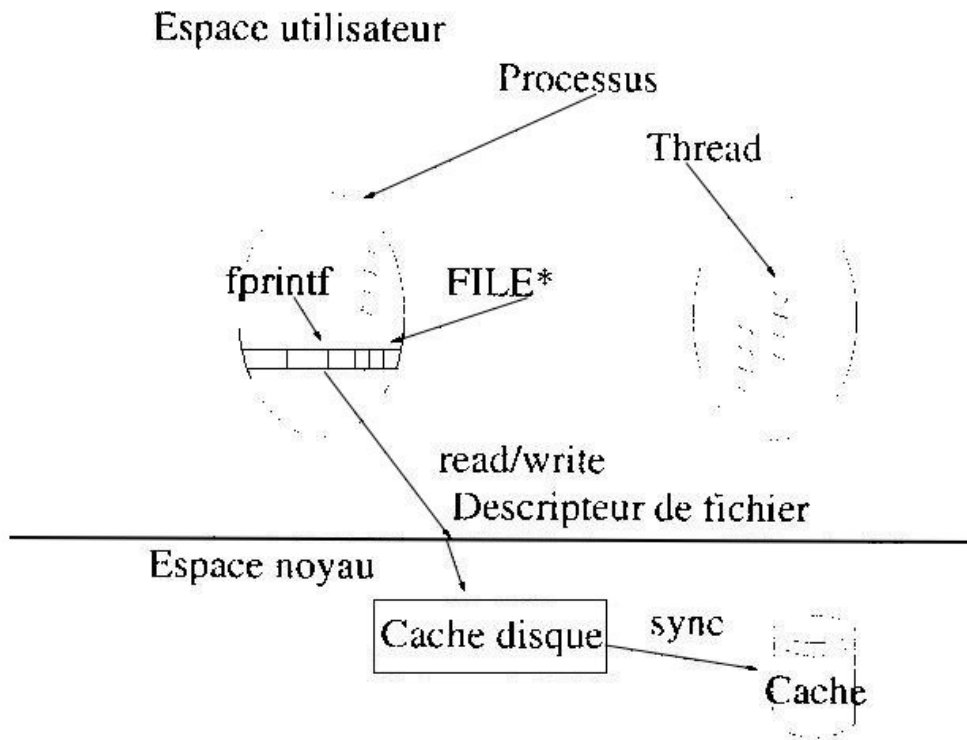 Espace utilisateur
Processus
Thread
fprintf
FILE*
read/write
Descripteur de fichier
Espace noyau
Cache disque
sync
Cache